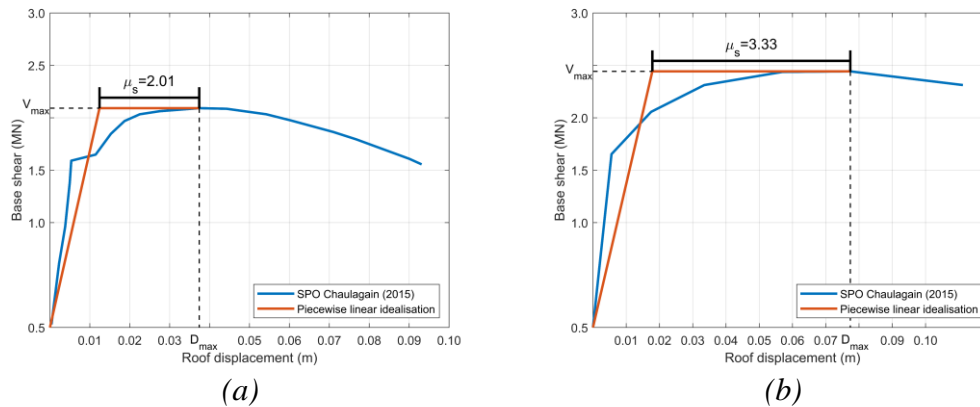 3.0
2.5
V_max
1.5
1.0
0.5
Base shear (MN)
μ_s=2.01
0.01 0.02 0.03 D_max 0.05 0.06 0.07 0.08 0.09 0.10
Roof displacement (m)
SPO Chaulagain (2015)
Piecewise linear idealisation
(a)
3.0
V_max
2.0
1.5
1.0
0.5
Base shear (MN)
μ_s=3.33
0.01 0.02 0.03 0.04 0.05 0.06 0.07 D_max 0.09 0.10
Roof displacement (m)
SPO Chaulagain (2015)
Piecewise linear idealisation
(b)